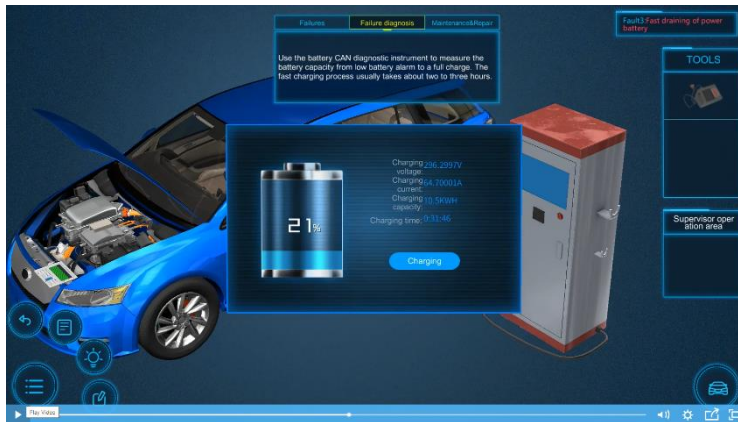 Failures
Failure diagnosis
Maintenance&Repair
Fault3:Fast draining of power
battery
Use the battery CAN diagnostic instrument to measure the
battery capacity from low battery alarm to a full charge. The
fast charging process usually takes about two to three hours.
TOOLS
21%
Charging voltage: 296.2997V
Charging current: 64.70001A
Charging capacity: 10.5KWH
Charging time: 0:31:46
Charging
Supervisor oper
ation area
Play Video